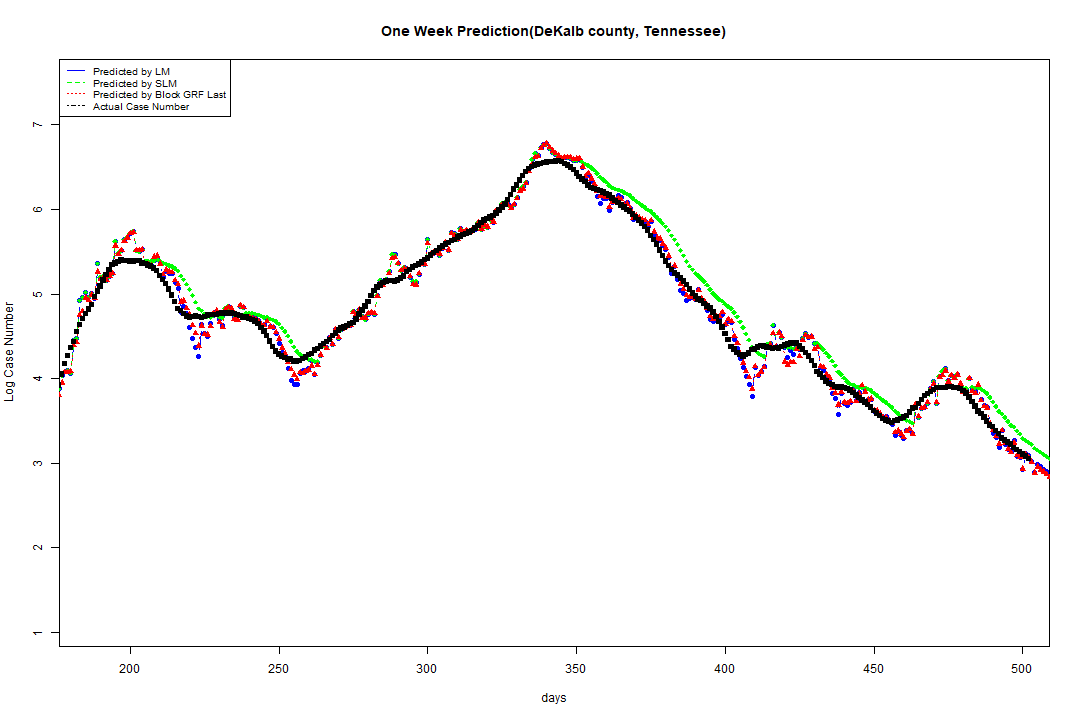 One Week Prediction(DeKalb county, Tennessee)
Predicted by LM
Predicted by SLM
Predicted by Block GRF Last
Actual Case Number
7
6
5
4
3
2
1
Log Case Number
200 250 300 350 400 450 500
days